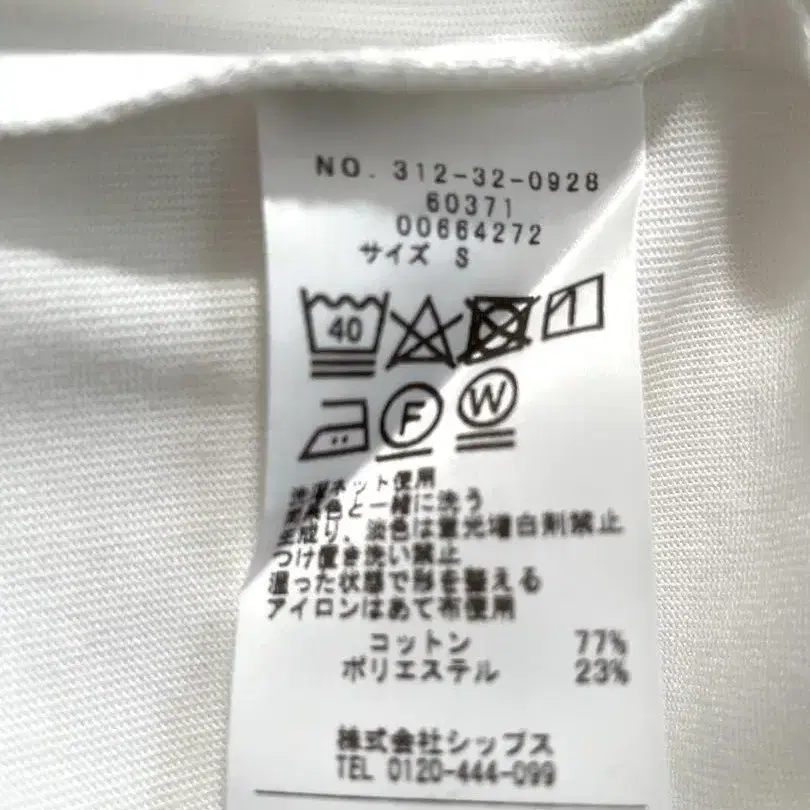 NO. 312-32-0928
60371
00664272
サイズ S
40
F W
洗濯ネット使用
同系色と一緒に洗う
生成り、淡色は蛍光増白剤禁止
つけ置き洗い禁止
湿った状態で形を整える
アイロンはあて布使用
コットン 77%
ポリエステル 23%
株式会社シップス
TEL 0120-444-099